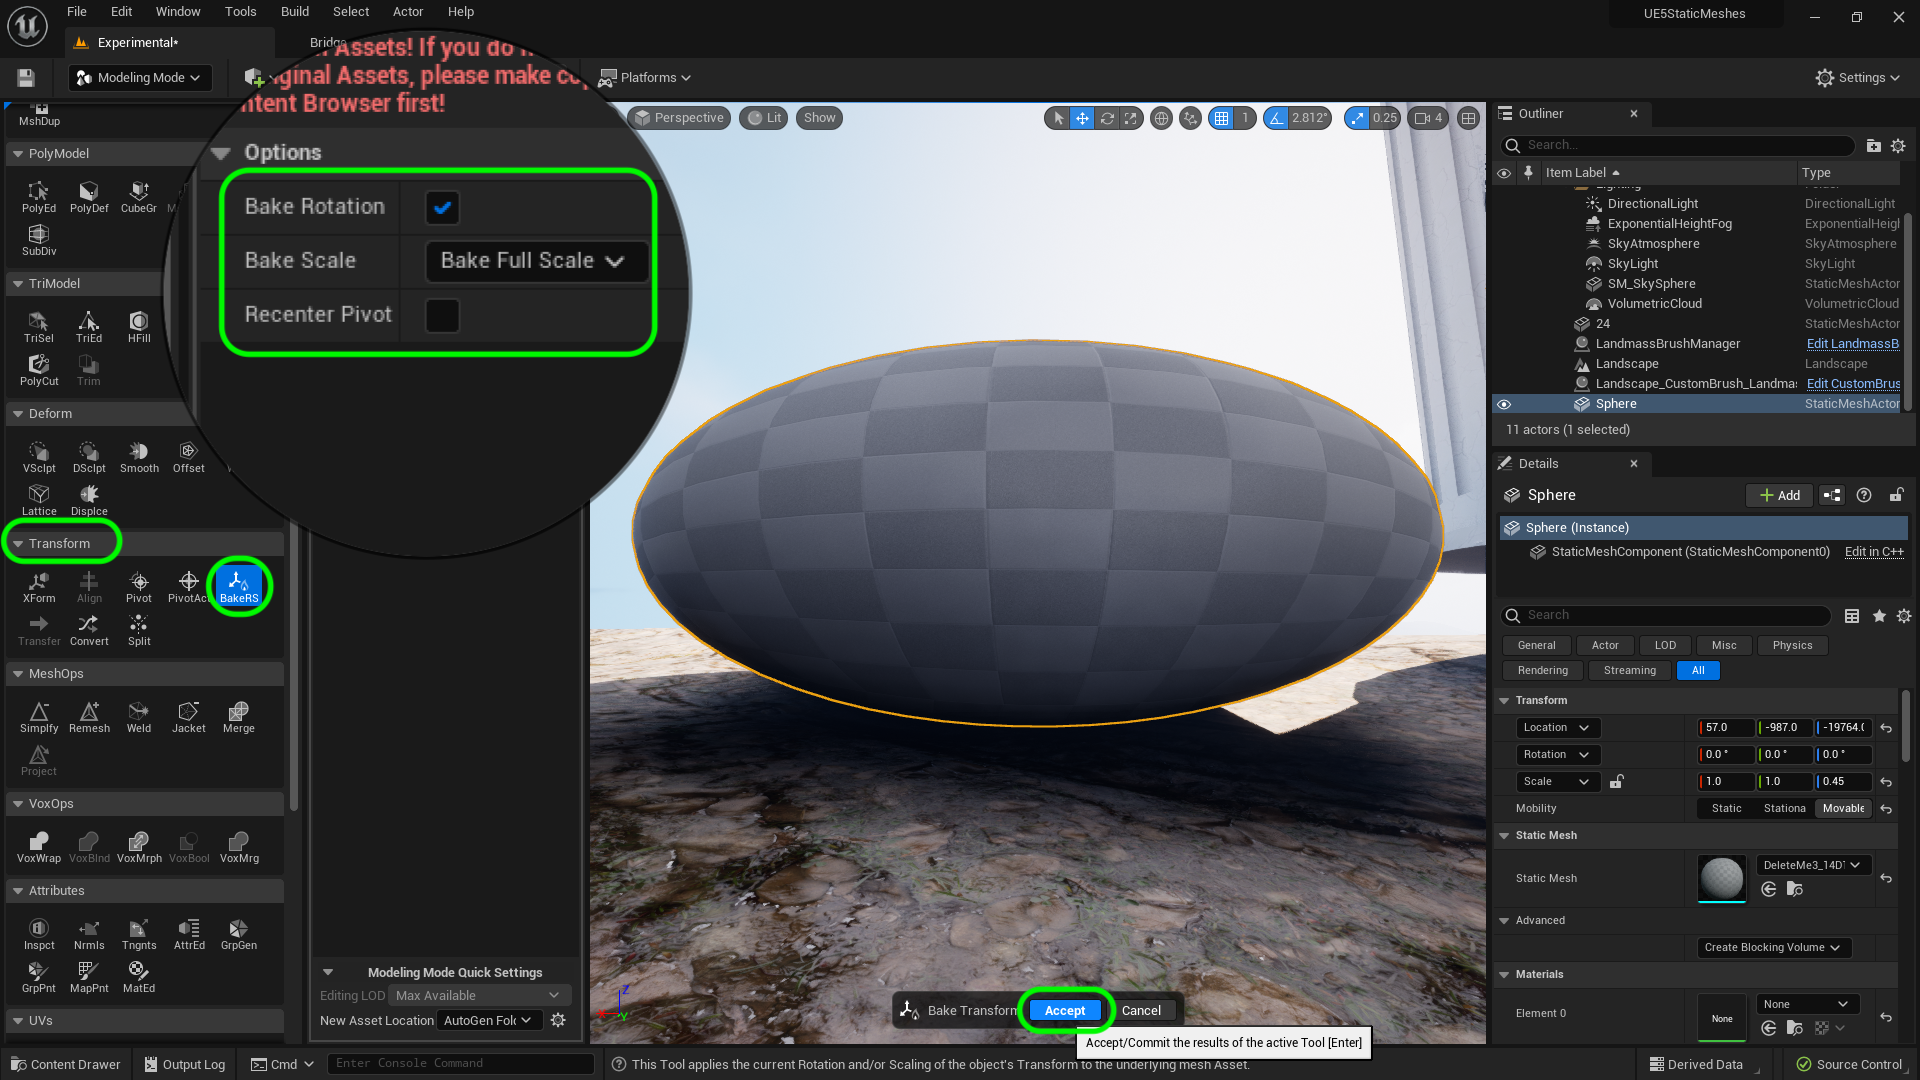 File Edit Window Tools Build Select Actor Help
UE5StaticMeshes
Experimental*
Modeling Mode
Assets! If you do
ginal Assets, please make
ntent Browser first!
Platforms
Settings
MshDup
PolyModel
PolyEd PolyDef CubeGr
SubDiv
TriModel
TriSel TriEd HFill
PolyCut Trim
Deform
VSclpt DSclpt Smooth Offset
Lattice Displce
Transform
XForm Align Pivot PivotAct BakeRS
Transfer Convert Split
MeshOps
Simplfy Remesh Weld Jacket Merge
Project
VoxOps
VoxWrap VoxBlnd VoxMrph VoxBool VoxMrg
Attributes
Inspct Nrmls Tngnts AttrEd GrpGen
GrpPnt MapPnt MatEd
UVs
Options
Bake Rotation
Bake Scale Bake Full Scale
Recenter Pivot
Modeling Mode Quick Settings
Editing LOD Max Available
New Asset Location AutoGen Fol
Perspective Lit Show
1 2.812° 0.25 4
Z
X
Y
Bake Transform Accept Cancel
Accept/Commit the results of the active Tool [Enter]
Outliner
Search...
Item Label Type
Lighting Folder
DirectionalLight DirectionalLight
ExponentialHeightFog ExponentialHeigh
SkyAtmosphere SkyAtmosphere
SkyLight SkyLight
SM_SkySphere StaticMeshActor
VolumetricCloud VolumetricCloud
24 StaticMeshActor
LandmassBrushManager Edit LandmassB
Landscape Landscape
Landscape_CustomBrush_Landmas Edit CustomBrus
Sphere StaticMeshActor
11 actors (1 selected)
Details
Sphere
Add
Sphere (Instance)
StaticMeshComponent (StaticMeshComponent0) Edit in C++
Search
General Actor LOD Misc Physics
Rendering Streaming All
Transform
Location 57.0 -987.0 -19764.
Rotation 0.0 ° 0.0 ° 0.0 °
Scale 1.0 1.0 0.45
Mobility Static Stationa Movable
Static Mesh
Static Mesh DeleteMe3_14D
Advanced
Create Blocking Volume
Materials
Element 0 None None
Content Drawer Output Log Cmd Enter Console Command
This Tool applies the current Rotation and/or Scaling of the object's Transform to the underlying mesh Asset.
Derived Data Source Control